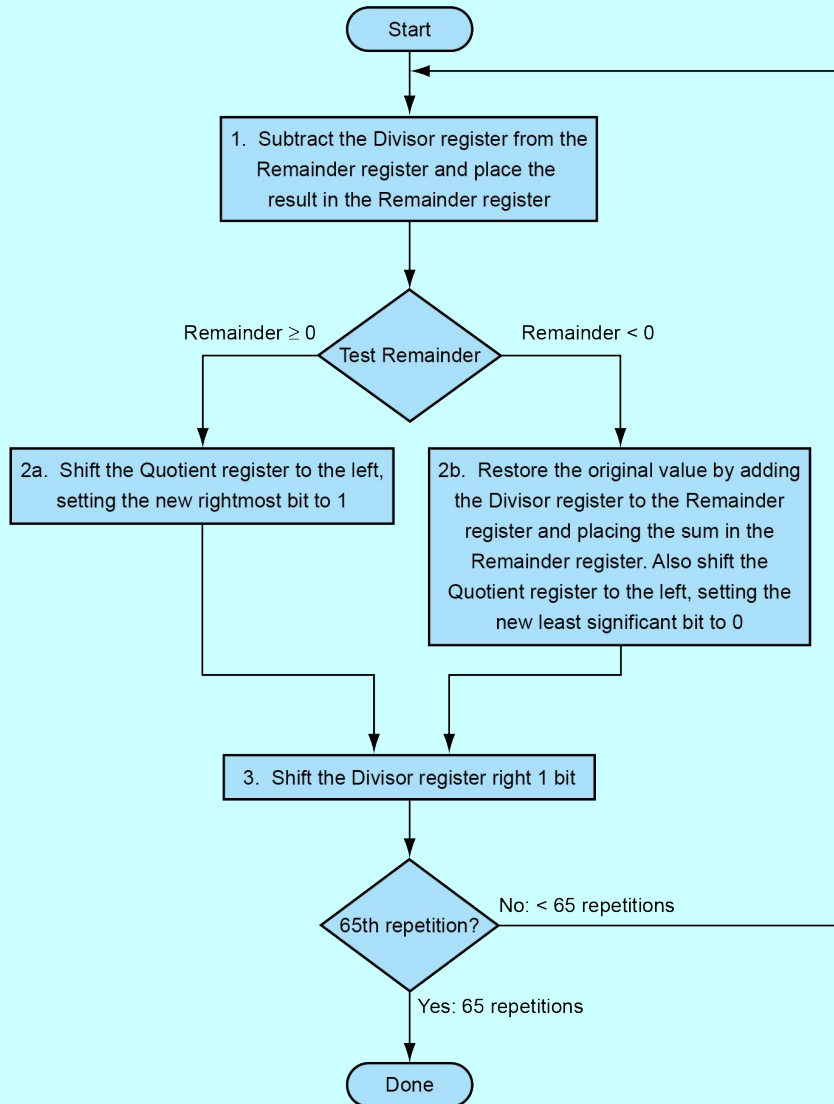 Start
1. Subtract the Divisor register from the
Remainder register and place the
result in the Remainder register
Test Remainder
Remainder ≥ 0
Remainder < 0
2a. Shift the Quotient register to the left,
setting the new rightmost bit to 1
2b. Restore the original value by adding
the Divisor register to the Remainder
register and placing the sum in the
Remainder register. Also shift the
Quotient register to the left, setting the
new least significant bit to 0
3. Shift the Divisor register right 1 bit
65th repetition?
No: < 65 repetitions
Yes: 65 repetitions
Done